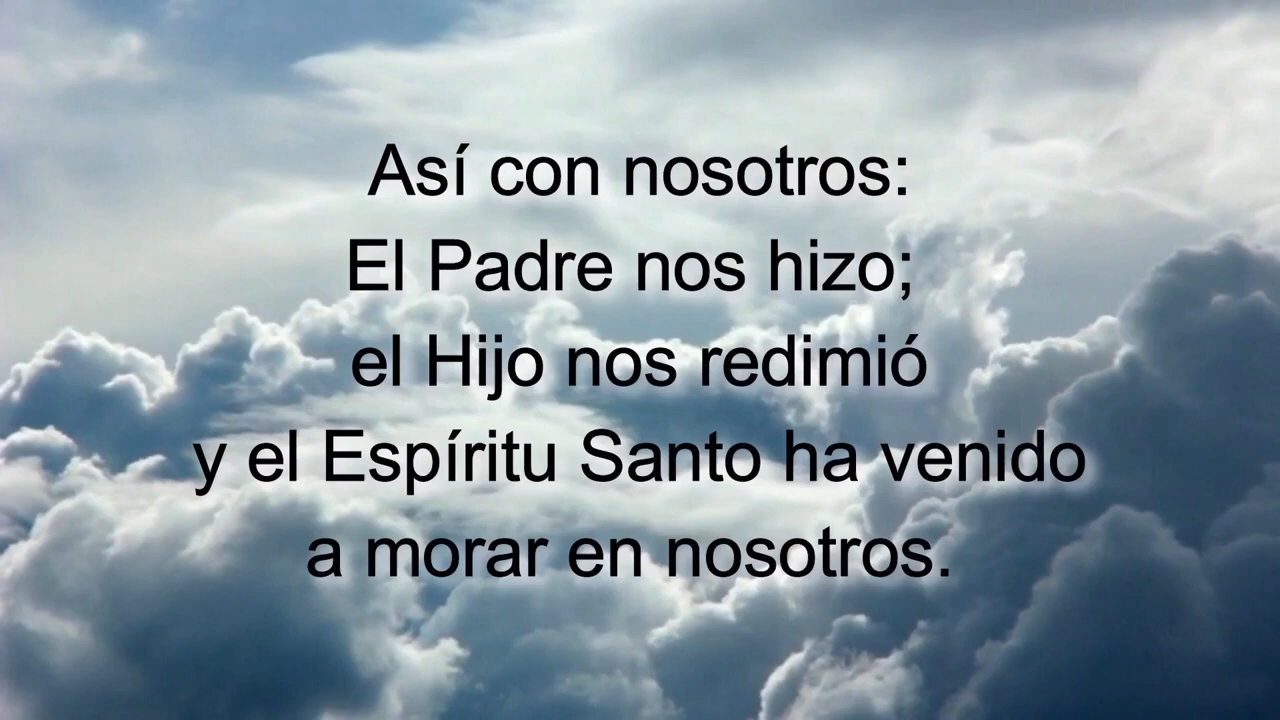 Así con nosotros:
El Padre nos hizo;
el Hijo nos redimió
y el Espíritu Santo ha venido
a morar en nosotros.